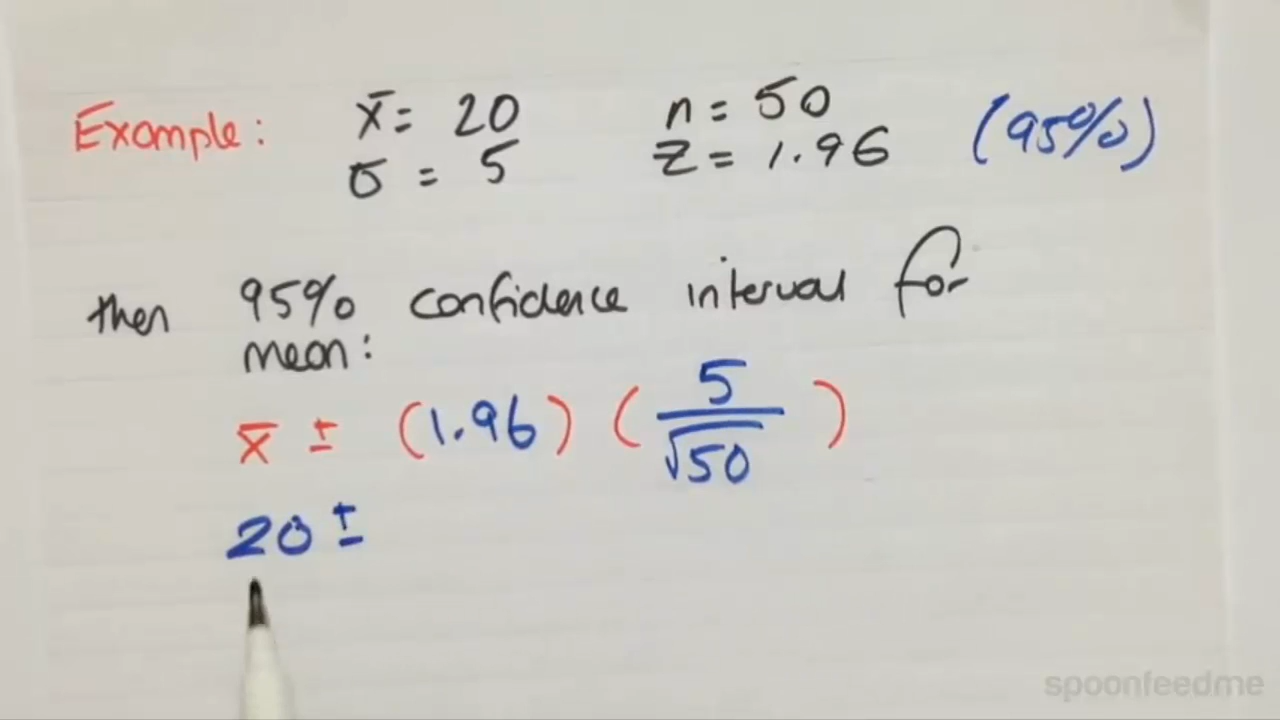 Example: x̄ = 20 n = 50 (95%)
σ = 5 z = 1.96
then 95% confidence interval for
mean:
x̄ ± (1.96) (5/√50)
20 ±
spoonfeedme